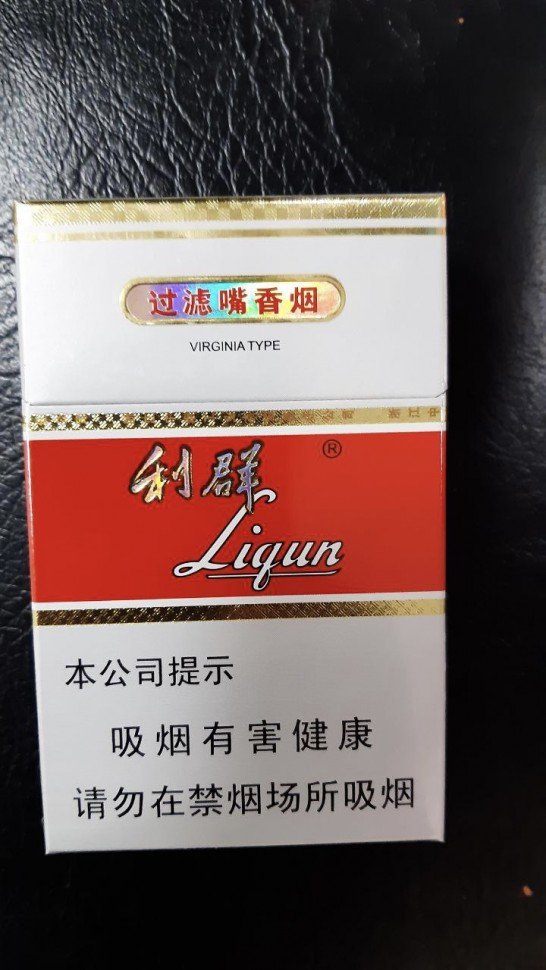 过滤嘴香烟
VIRGINIA TYPE
利群
®
Liqun
本公司提示
吸烟有害健康
请勿在禁烟场所吸烟